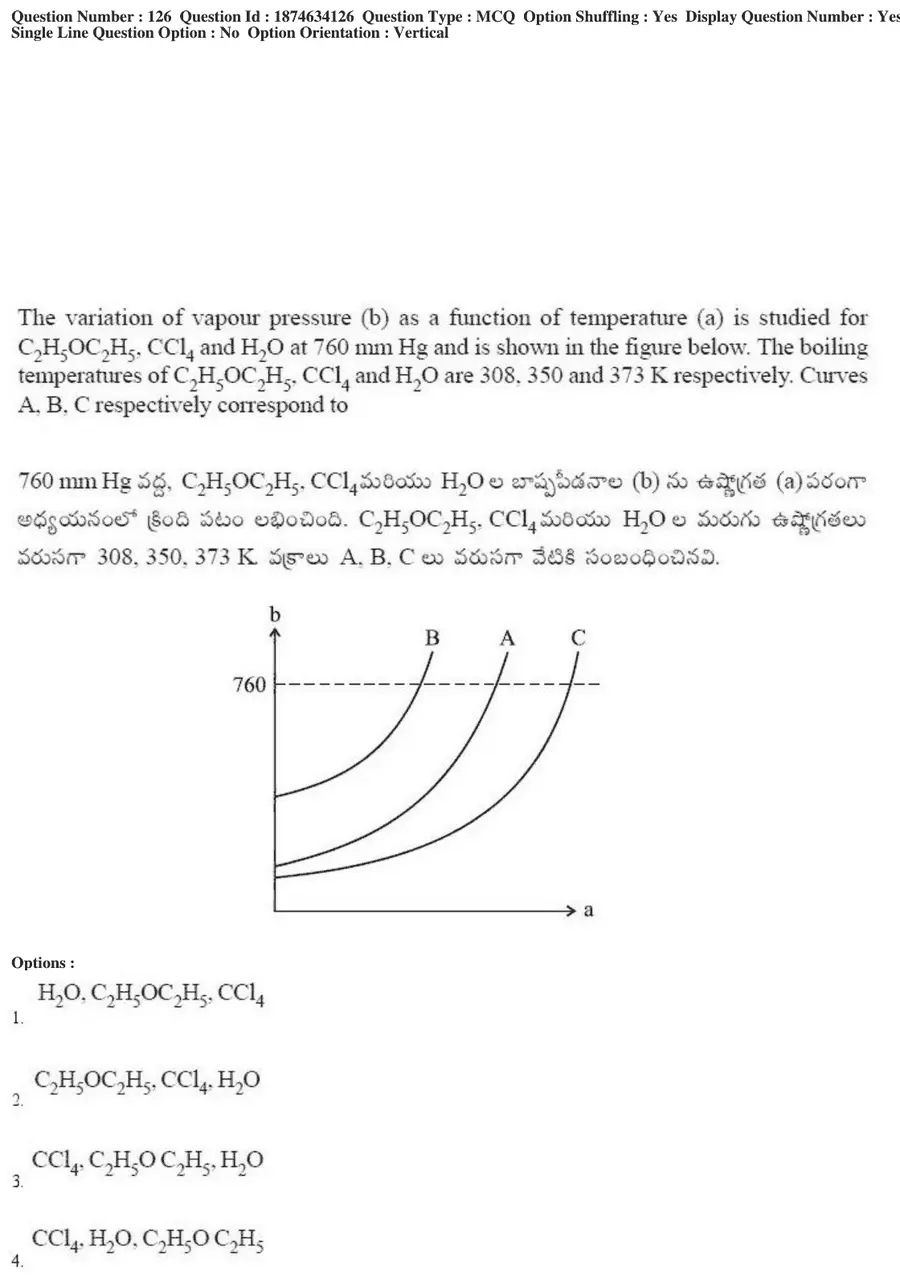 Question Number : 126 Question Id : 1874634126 Question Type : MCQ Option Shuffling : Yes Display Question Number : Yes
Single Line Question Option : No Option Orientation : Vertical
The variation of vapour pressure (b) as a function of temperature (a) is studied for
C₂H₅OC₂H₅, CCl₄ and H₂O at 760 mm Hg and is shown in the figure below. The boiling
temperatures of C₂H₅OC₂H₅, CCl₄ and H₂O are 308, 350 and 373 K respectively. Curves
A, B, C respectively correspond to
760 mm Hg వద్ద, C₂H₅OC₂H₅, CCl₄ మరియు H₂O ల బాష్పపీడనాల (b) ను ఉష్ణోగ్రత (a) పరంగా
అధ్యయనంలో క్రింది పటం లభించింది. C₂H₅OC₂H₅, CCl₄ మరియు H₂O ల మరుగు ఉష్ణోగ్రతలు
వరుసగా 308, 350, 373 K. వక్రాలు A, B, C లు వరుసగా వేటికి సంబంధించినవి.
b
B A C
760
a
Options :
H₂O, C₂H₅OC₂H₅, CCl₄
1.
C₂H₅OC₂H₅, CCl₄, H₂O
2.
CCl₄, C₂H₅O C₂H₅, H₂O
3.
CCl₄, H₂O, C₂H₅O C₂H₅
4.